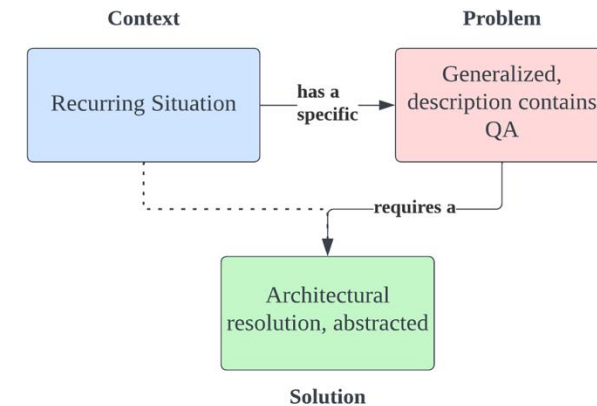 Context
Problem
Recurring Situation
has a
specific
Generalized,
description contains
QA
requires a
Architectural
resolution, abstracted
Solution